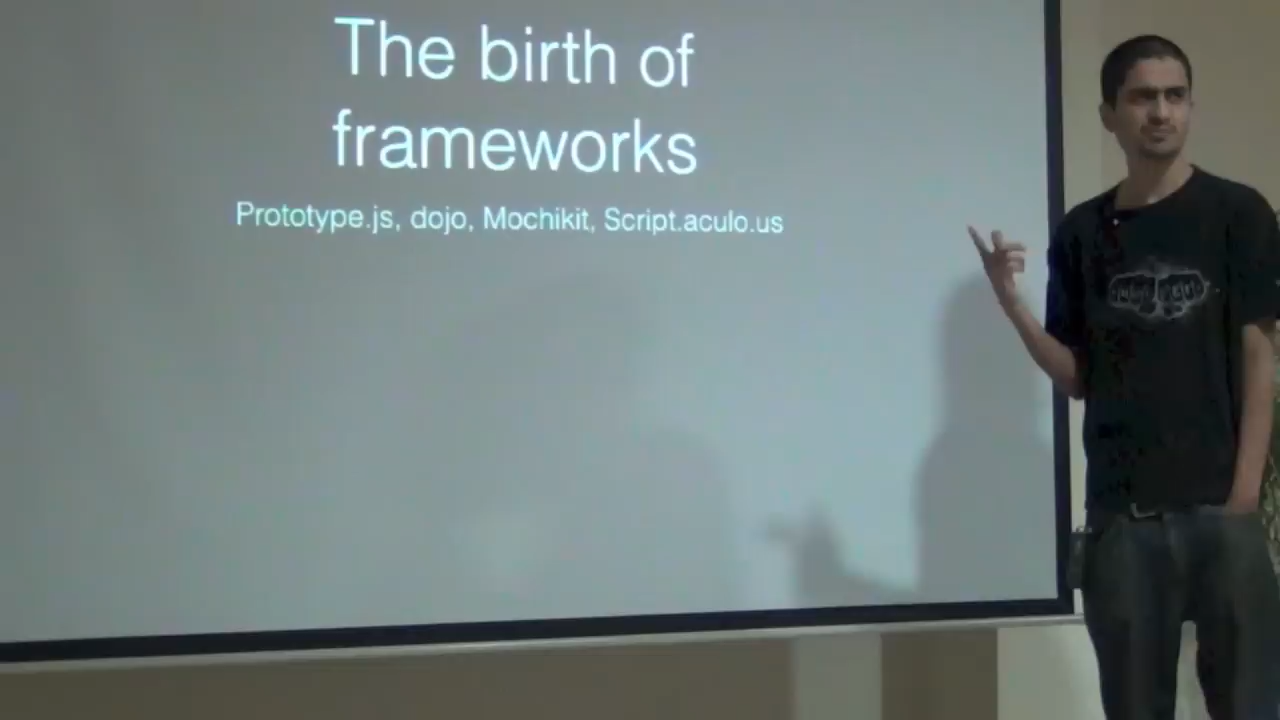 The birth of
frameworks
Prototype.js, dojo, Mochikit, Script.aculo.us